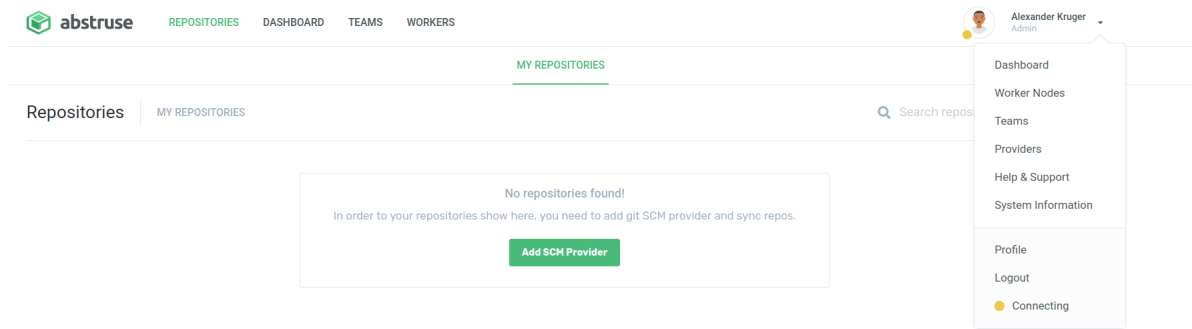 abstruse REPOSITORIES DASHBOARD TEAMS WORKERS
Alexander Kruger
Admin
MY REPOSITORIES
Repositories MY REPOSITORIES
Search reposi
Dashboard
Worker Nodes
Teams
Providers
Help & Support
System Information
Profile
Logout
Connecting
No repositories found!
In order to your repositories show here, you need to add git SCM provider and sync repos.
Add SCM Provider